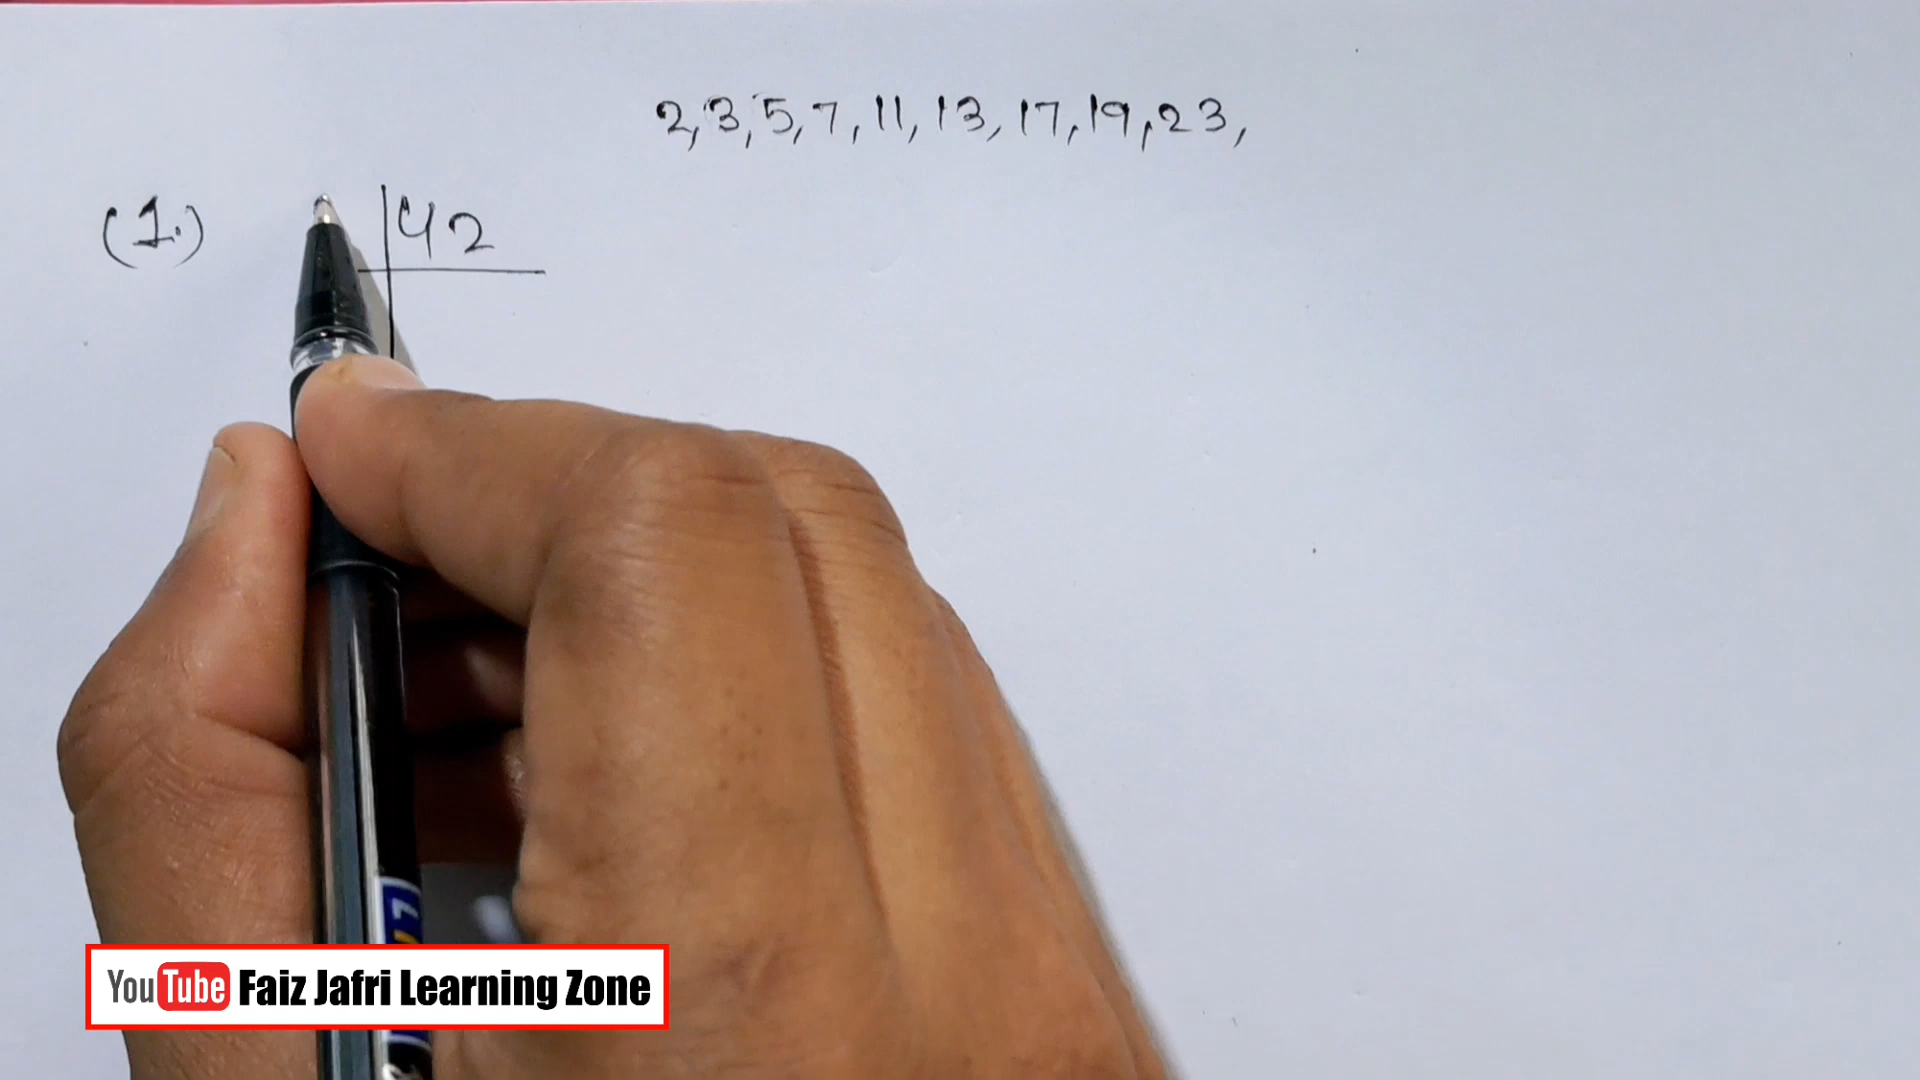 2, 3, 5, 7, 11, 13, 17, 19, 23,
(1.) 42
YouTube Faiz Jafri Learning Zone